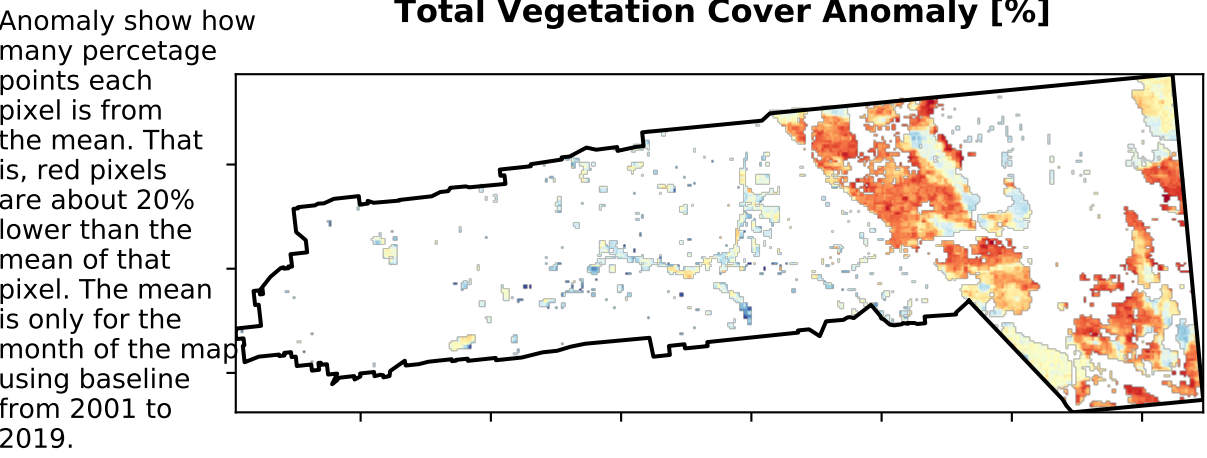 Total Vegetation Cover Anomaly [%]
Anomaly show how
many percetage
points each
pixel is from
the mean. That
is, red pixels
are about 20%
lower than the
mean of that
pixel. The mean
is only for the
month of the map
using baseline
from 2001 to
2019.